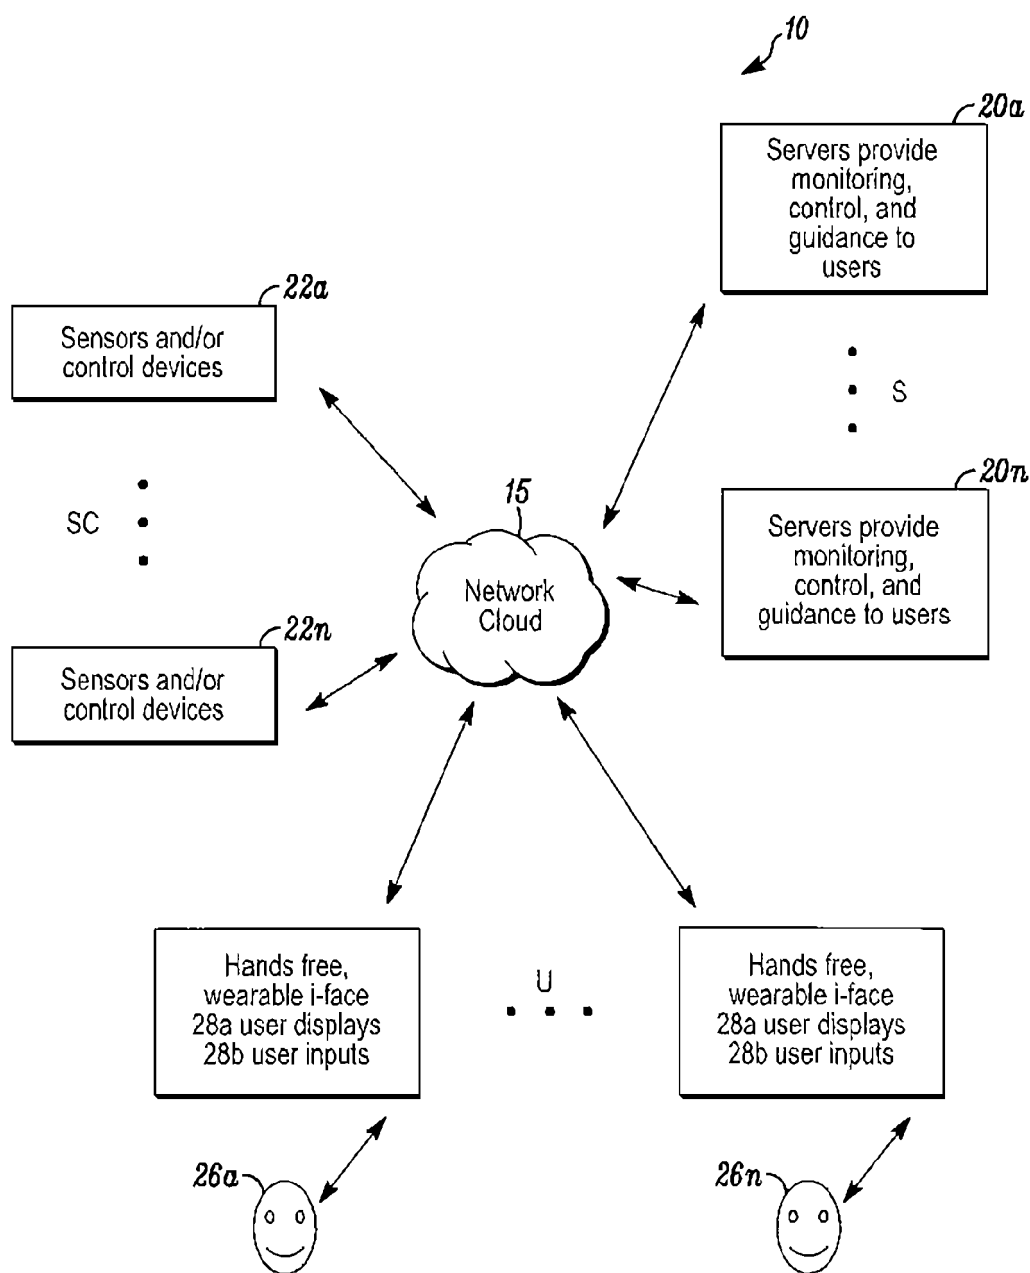 10
20a
Servers provide
monitoring,
control, and
guidance to
users
22a
Sensors and/or
control devices
S
20n
Servers provide
monitoring,
control, and
guidance to users
SC
15
Network
Cloud
22n
Sensors and/or
control devices
Hands free,
wearable i-face
28a user displays
28b user inputs
U
Hands free,
wearable i-face
28a user displays
28b user inputs
26a
26n